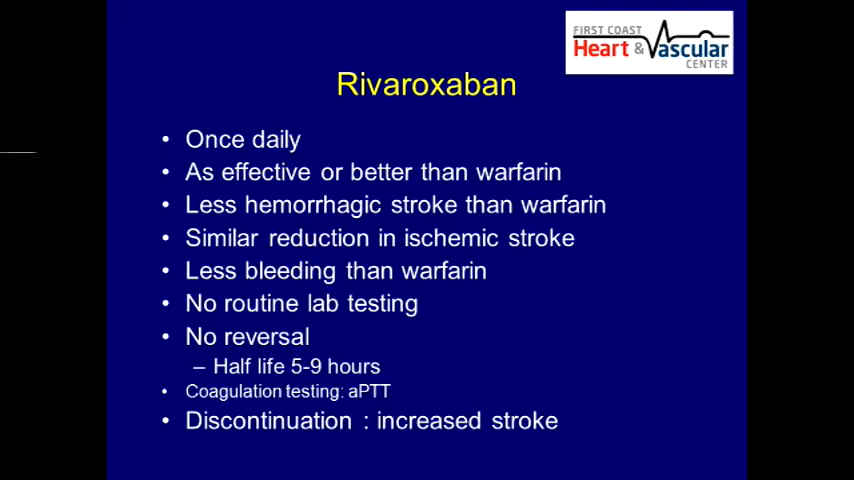 FIRST COAST
Heart & Vascular
CENTER
Rivaroxaban
• Once daily
• As effective or better than warfarin
• Less hemorrhagic stroke than warfarin
• Similar reduction in ischemic stroke
• Less bleeding than warfarin
• No routine lab testing
• No reversal
– Half life 5-9 hours
• Coagulation testing: aPTT
• Discontinuation : increased stroke